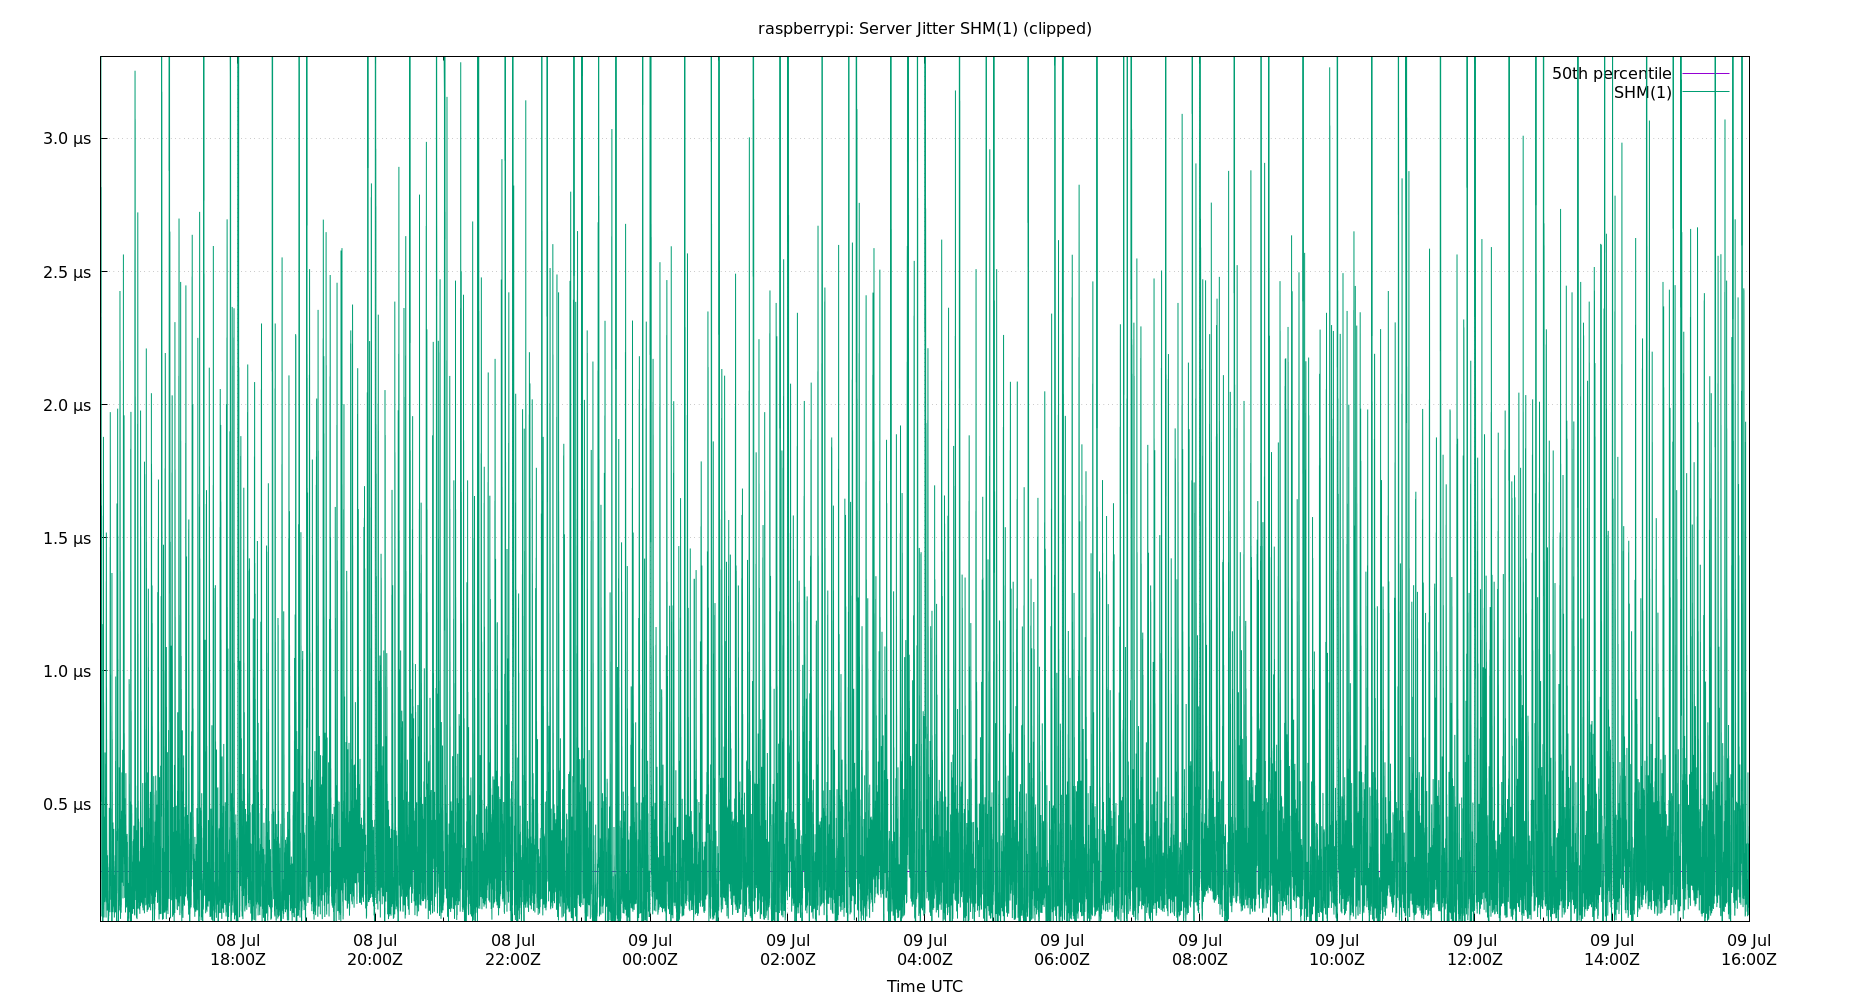 raspberrypi: Server Jitter SHM(1) (clipped)
50th percentile
SHM(1)
3.0 µs
2.5 µs
2.0 µs
1.5 µs
1.0 µs
0.5 µs
08 Jul 08 Jul 08 Jul 09 Jul 09 Jul 09 Jul 09 Jul 09 Jul 09 Jul 09 Jul 09 Jul 09 Jul
18:00Z 20:00Z 22:00Z 00:00Z 02:00Z 04:00Z 06:00Z 08:00Z 10:00Z 12:00Z 14:00Z 16:00Z
Time UTC